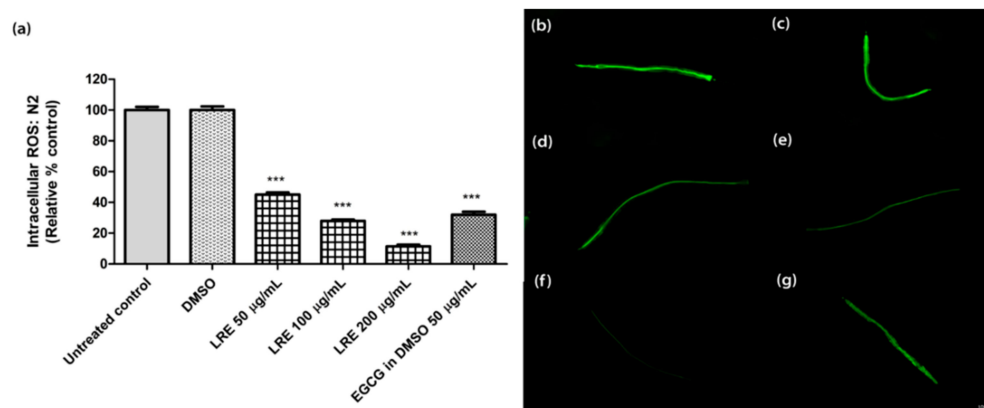 (a)
Intracellular ROS: N2
(Relative % control)
120
100
80
60
40
20
0
***
***
***
***
Untreated control
DMSO
LRE 50 µg/mL
LRE 100 µg/mL
LRE 200 µg/mL
EGCG in DMSO 50 µg/mL
(b)
(c)
(d)
(e)
(f)
(g)